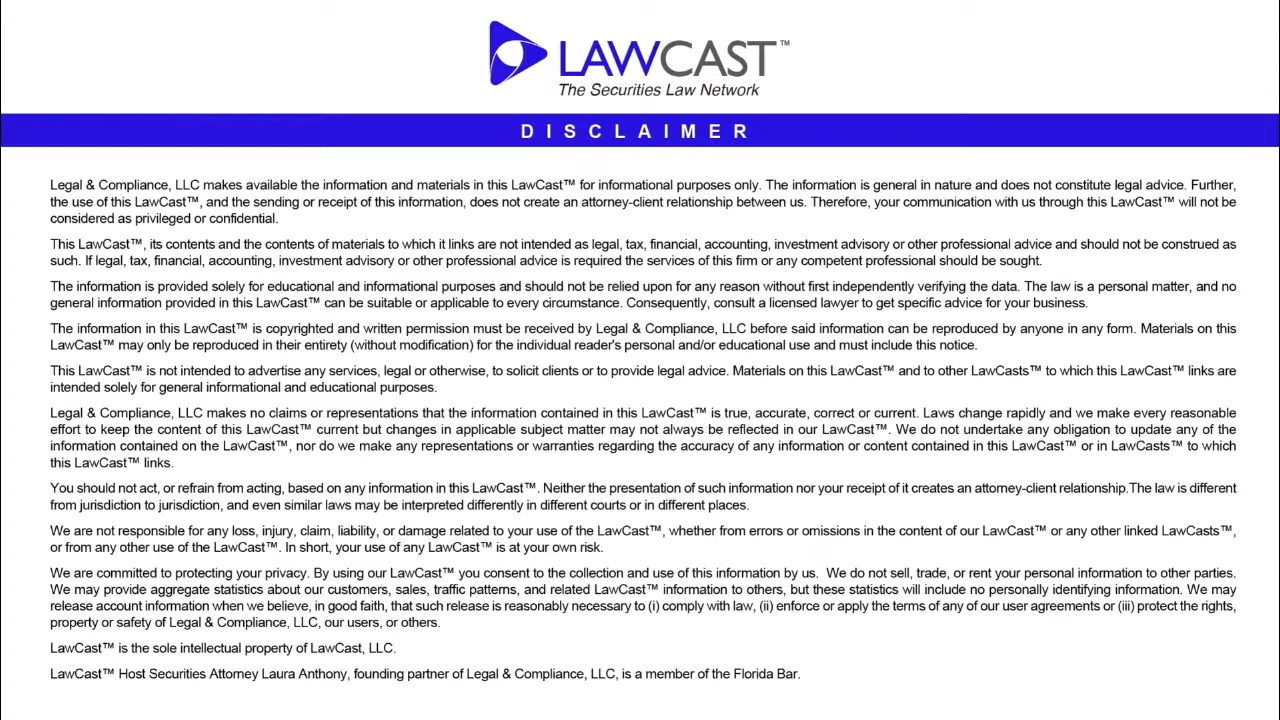 LAWCAST™
The Securities Law Network
DISCLAIMER
Legal & Compliance, LLC makes available the information and materials in this LawCast™ for informational purposes only. The information is general in nature and does not constitute legal advice. Further,
the use of this LawCast™, and the sending or receipt of this information, does not create an attorney-client relationship between us. Therefore, your communication with us through this LawCast™ will not be
considered as privileged or confidential.
This LawCast™, its contents and the contents of materials to which it links are not intended as legal, tax, financial, accounting, investment advisory or other professional advice and should not be construed as
such. If legal, tax, financial, accounting, investment advisory or other professional advice is required the services of this firm or any competent professional should be sought.
The information is provided solely for educational and informational purposes and should not be relied upon for any reason without first independently verifying the data. The law is a personal matter, and no
general information provided in this LawCast™ can be suitable or applicable to every circumstance. Consequently, consult a licensed lawyer to get specific advice for your business.
The information in this LawCast™ is copyrighted and written permission must be received by Legal & Compliance, LLC before said information can be reproduced by anyone in any form. Materials on this
LawCast™ may only be reproduced in their entirety (without modification) for the individual reader's personal and/or educational use and must include this notice.
This LawCast™ is not intended to advertise any services, legal or otherwise, to solicit clients or to provide legal advice. Materials on this LawCast™ and to other LawCasts™ to which this LawCast™ links are
intended solely for general informational and educational purposes.
Legal & Compliance, LLC makes no claims or representations that the information contained in this LawCast™ is true, accurate, correct or current. Laws change rapidly and we make every reasonable
effort to keep the content of this LawCast™ current but changes in applicable subject matter may not always be reflected in our LawCast™. We do not undertake any obligation to update any of the
information contained on the LawCast™, nor do we make any representations or warranties regarding the accuracy of any information or content contained in this LawCast™ or in LawCasts™ to which
this LawCast™ links.
You should not act, or refrain from acting, based on any information in this LawCast™. Neither the presentation of such information nor your receipt of it creates an attorney-client relationship.The law is different
from jurisdiction to jurisdiction, and even similar laws may be interpreted differently in different courts or in different places.
We are not responsible for any loss, injury, claim, liability, or damage related to your use of the LawCast™, whether from errors or omissions in the content of our LawCast™ or any other linked LawCasts™,
or from any other use of the LawCast™. In short, your use of any LawCast™ is at your own risk.
We are committed to protecting your privacy. By using our LawCast™ you consent to the collection and use of this information by us. We do not sell, trade, or rent your personal information to other parties.
We may provide aggregate statistics about our customers, sales, traffic patterns, and related LawCast™ information to others, but these statistics will include no personally identifying information. We may
release account information when we believe, in good faith, that such release is reasonably necessary to (i) comply with law, (ii) enforce or apply the terms of any of our user agreements or (iii) protect the rights,
property or safety of Legal & Compliance, LLC, our users, or others.
LawCast™ is the sole intellectual property of LawCast, LLC.
LawCast™ Host Securities Attorney Laura Anthony, founding partner of Legal & Compliance, LLC, is a member of the Florida Bar.